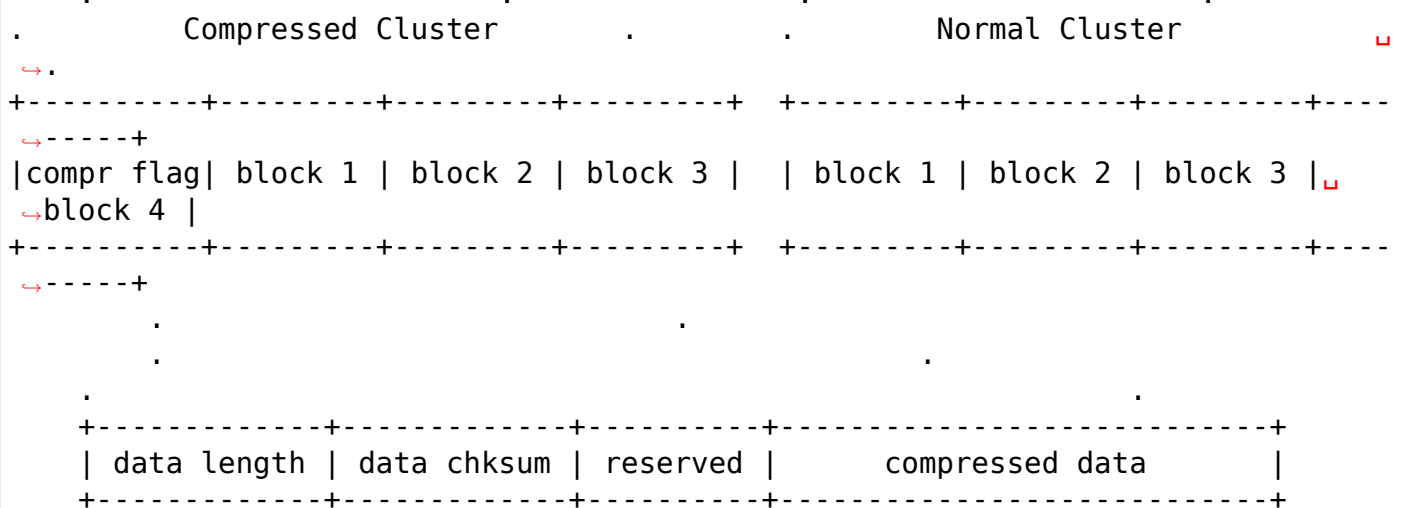 .         Compressed Cluster       .        .        Normal Cluster           ␣
↪.
+----------+---------+---------+---------+  +---------+---------+---------+----
↪-----+
|compr flag| block 1 | block 2 | block 3 |  | block 1 | block 2 | block 3 |␣
↪block 4 |
+----------+---------+---------+---------+  +---------+---------+---------+----
↪-----+
        .                             .
        .                                           .
    .                                                           .
    +-------------+-------------+----------+----------------------------+
    | data length | data chksum | reserved |      compressed data       |
    +-------------+-------------+----------+----------------------------+